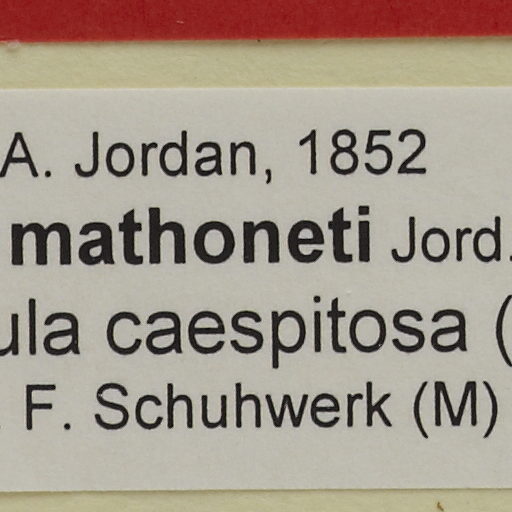 A. Jordan, 1852
mathoneti Jord.
ula caespitosa (
F. Schuhwerk (M)